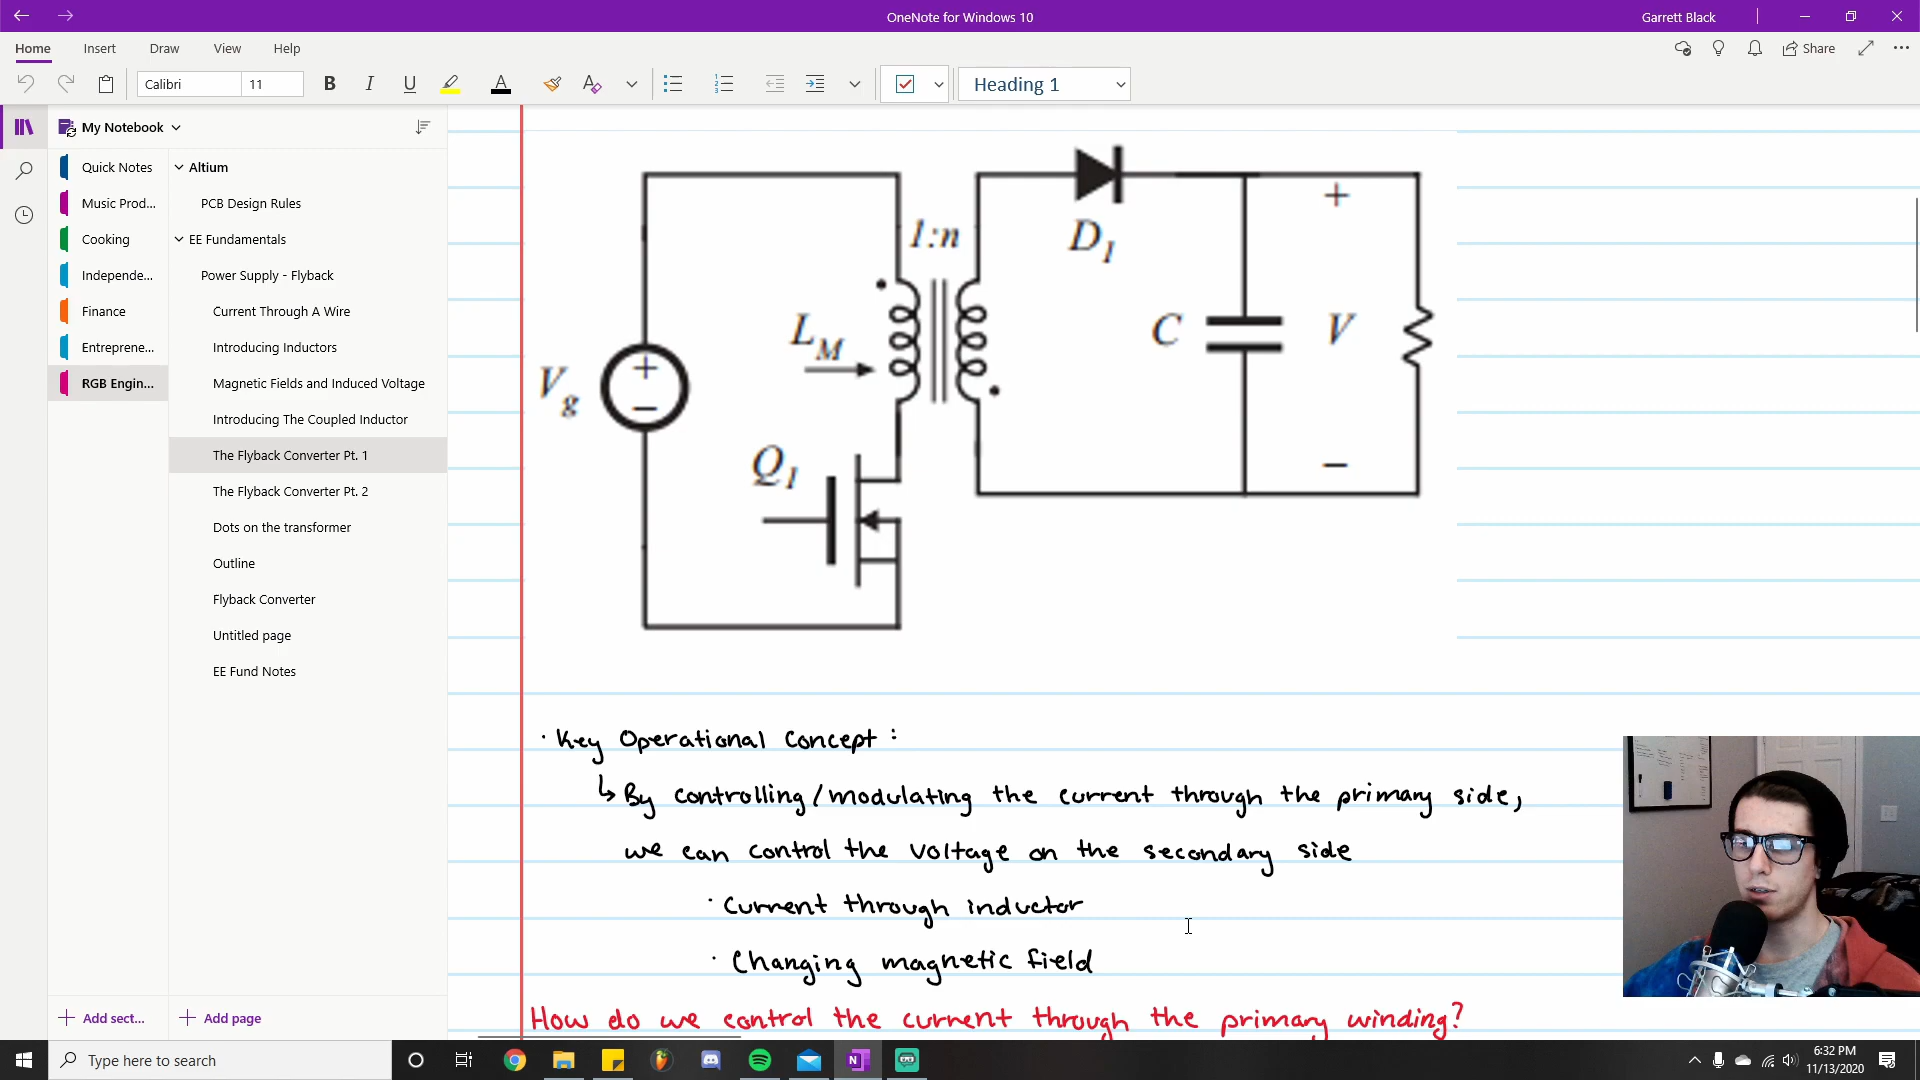 OneNote for Windows 10
Garrett Black
Home Insert Draw View Help
Share
Calibri 11 B I U A A Heading 1
My Notebook
Quick Notes
Music Prod...
Cooking
Independe...
Finance
Entreprene...
RGB Engin...
Altium
PCB Design Rules
EE Fundamentals
Power Supply - Flyback
Current Through A Wire
Introducing Inductors
Magnetic Fields and Induced Voltage
Introducing The Coupled Inductor
The Flyback Converter Pt. 1
The Flyback Converter Pt. 2
Dots on the transformer
Outline
Flyback Converter
Untitled page
EE Fund Notes
+ Add sect...
+ Add page
1:n
D1
+
LM
C
V
Vg
+
−
Q1
−
· Key Operational Concept :
↳ By controlling/modulating the current through the primary side,
we can control the voltage on the secondary side
· Current through inductor
· Changing magnetic field
How do we control the current through the primary winding?
Type here to search
6:32 PM
11/13/2020